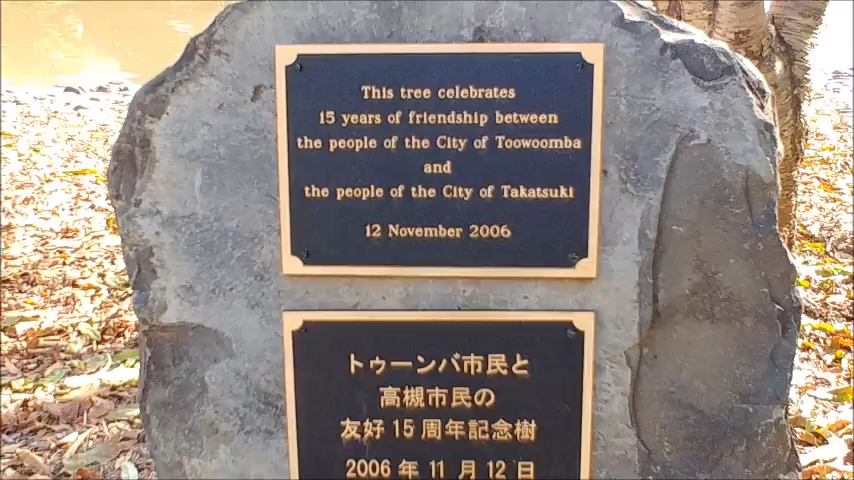 This tree celebrates
15 years of friendship between
the people of the City of Toowoomba
and
the people of the City of Takatsuki
12 November 2006
トゥーンバ市民と
高槻市民の
友好 15 周年記念樹
2006 年 11 月 12 日